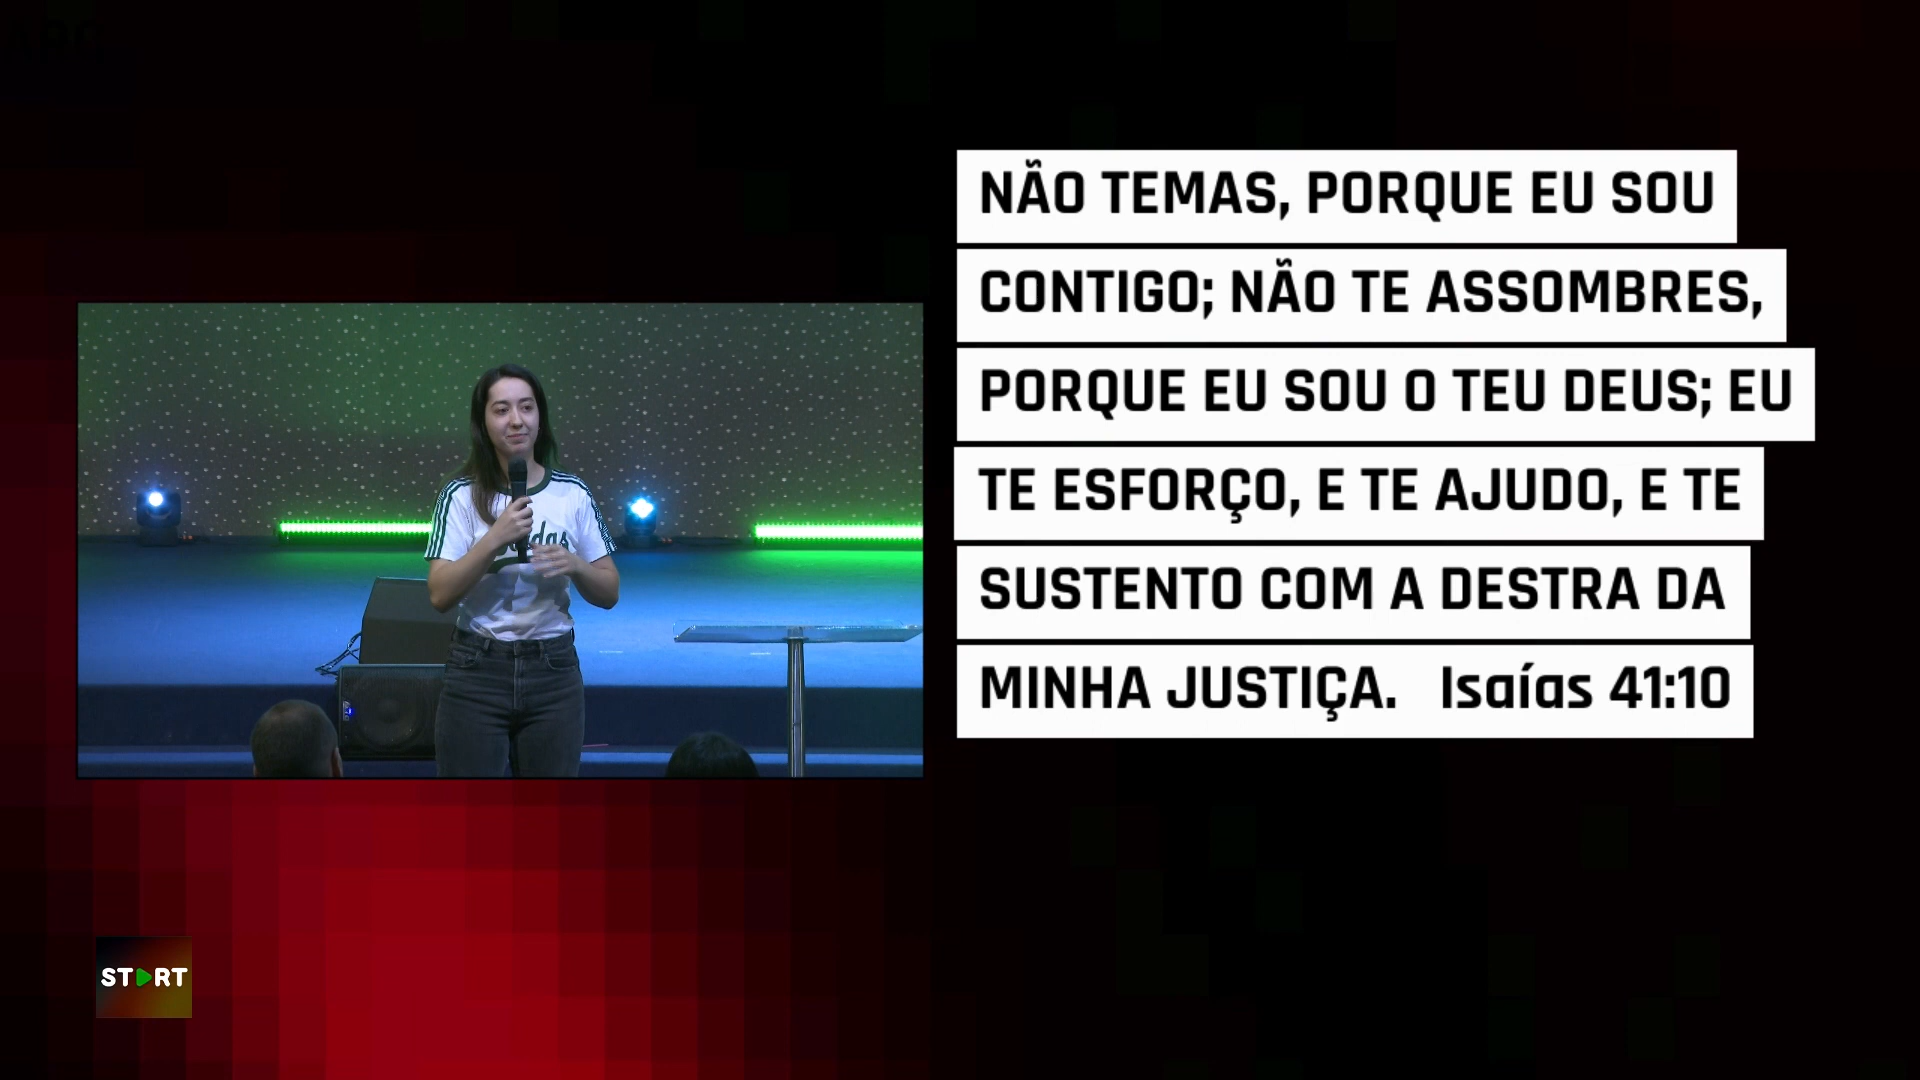 NÃO TEMAS, PORQUE EU SOU
CONTIGO; NÃO TE ASSOMBRES,
PORQUE EU SOU O TEU DEUS; EU
TE ESFORÇO, E TE AJUDO, E TE
SUSTENTO COM A DESTRA DA
MINHA JUSTIÇA. Isaías 41:10
START